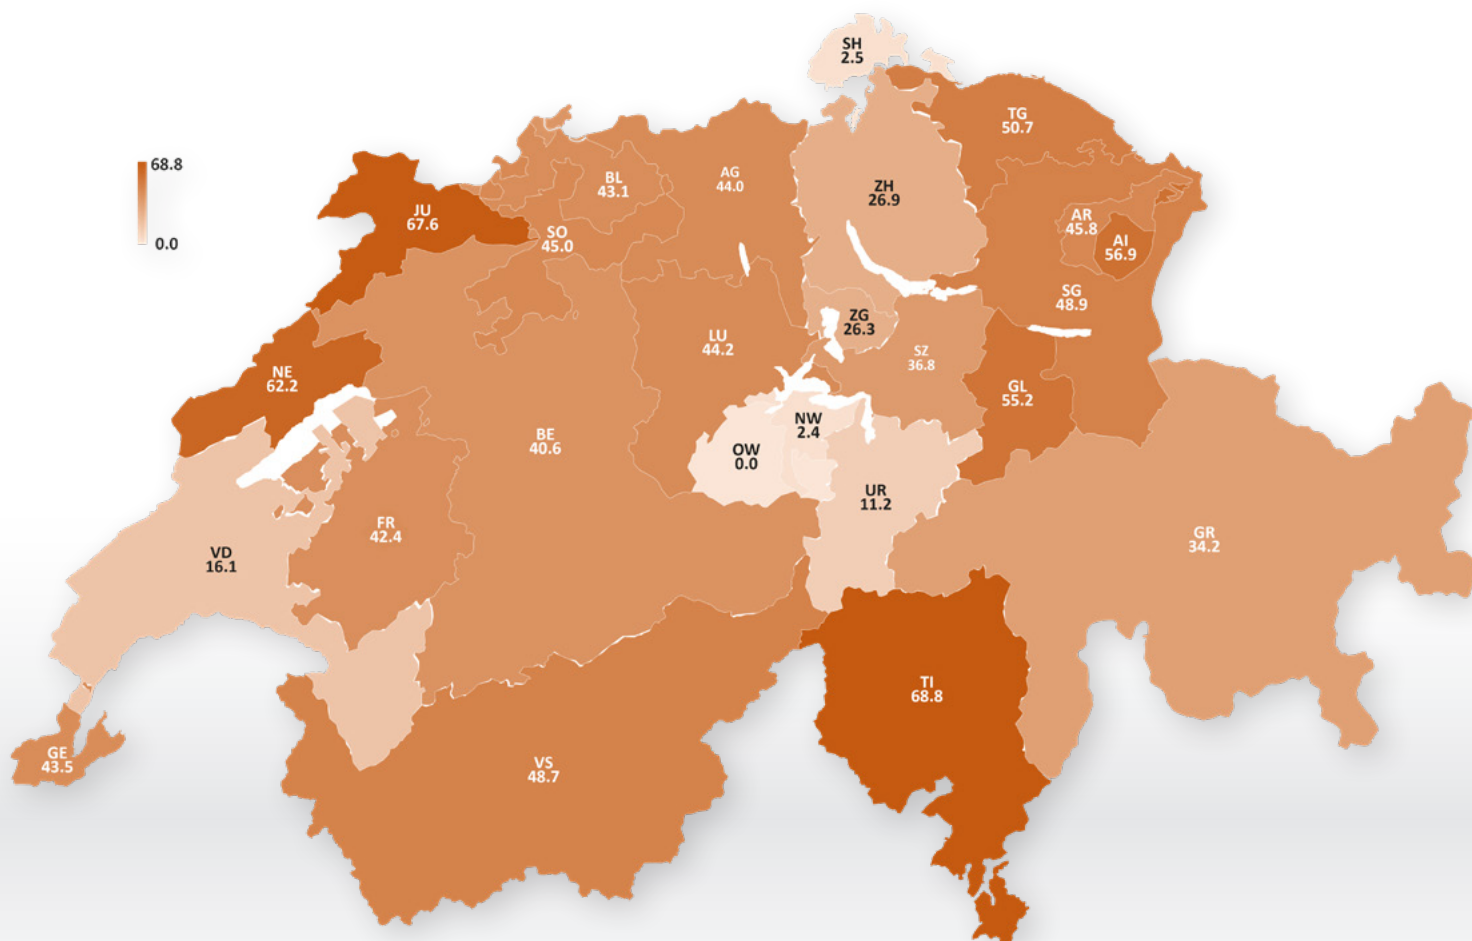 SH
2.5
TG
50.7
68.8
0.0
BL
43.1
AG
44.0
ZH
26.9
JU
67.6
SO
45.0
AR
45.8
AI
56.9
SG
48.9
ZG
26.3
LU
44.2
SZ
36.8
NE
62.2
GL
55.2
NW
2.4
BE
40.6
OW
0.0
UR
11.2
FR
42.4
VD
16.1
GR
34.2
TI
68.8
GE
43.5
VS
48.7